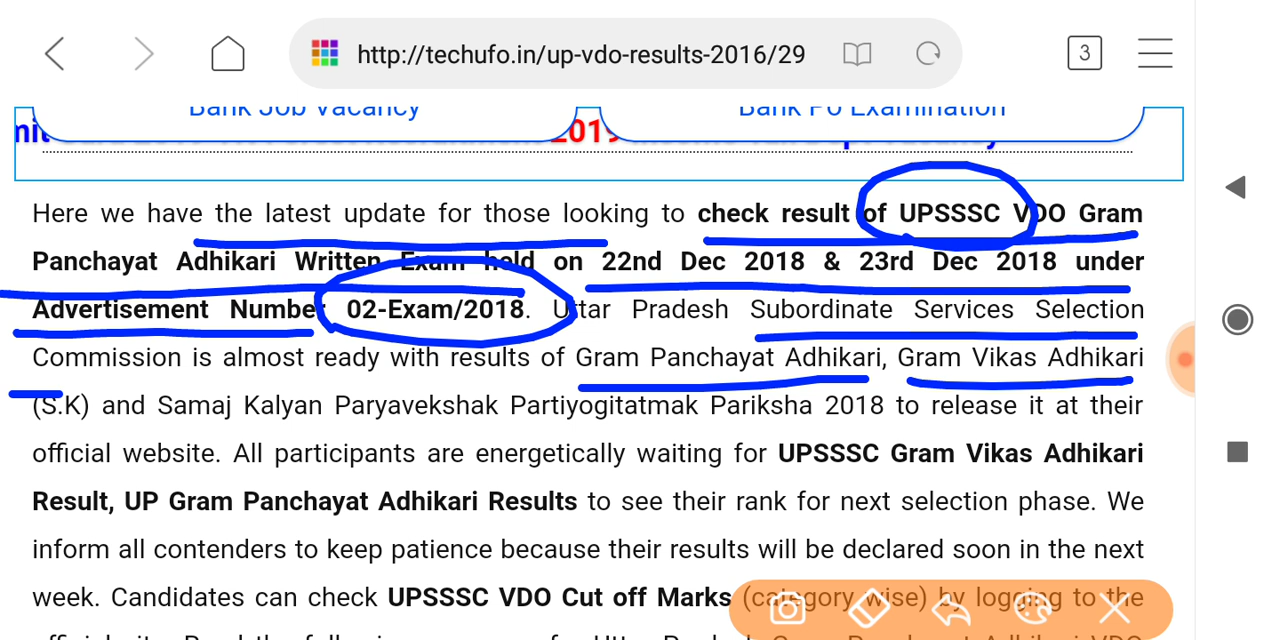 http://techufo.in/up-vdo-results-2016/29
3
Bank Job Vacancy
Bank PO Examination
Here we have the latest update for those looking to check result of UPSSSC VDO Gram
Panchayat Adhikari Written Exam held on 22nd Dec 2018 & 23rd Dec 2018 under
Advertisement Number 02-Exam/2018. Uttar Pradesh Subordinate Services Selection
Commission is almost ready with results of Gram Panchayat Adhikari, Gram Vikas Adhikari
(S.K) and Samaj Kalyan Paryavekshak Partiyogitatmak Pariksha 2018 to release it at their
official website. All participants are energetically waiting for UPSSSC Gram Vikas Adhikari
Result, UP Gram Panchayat Adhikari Results to see their rank for next selection phase. We
inform all contenders to keep patience because their results will be declared soon in the next
week. Candidates can check UPSSSC VDO Cut off Marks (category wise) by logging to the